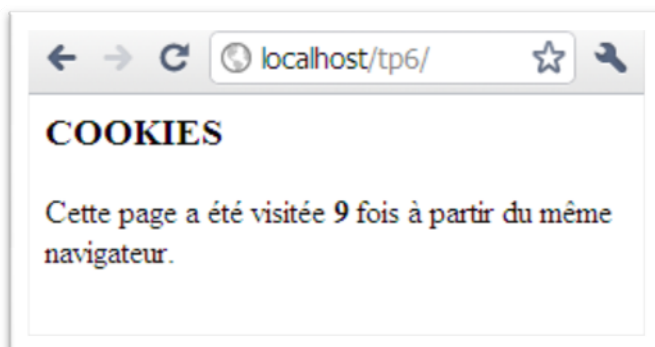 localhost/tp6/
COOKIES
Cette page a été visitée 9 fois à partir du même
navigateur.